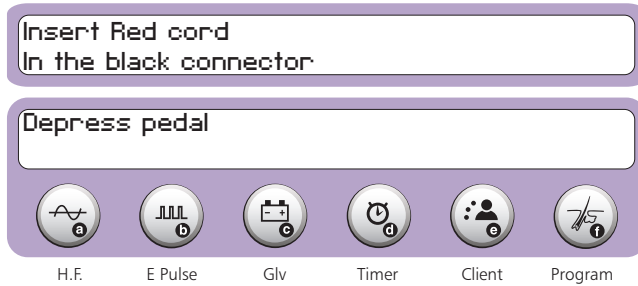 Insert Red cord
In the black connector
Depress pedal
- +
a b c d e f
H.F. E Pulse Glv Timer Client Program